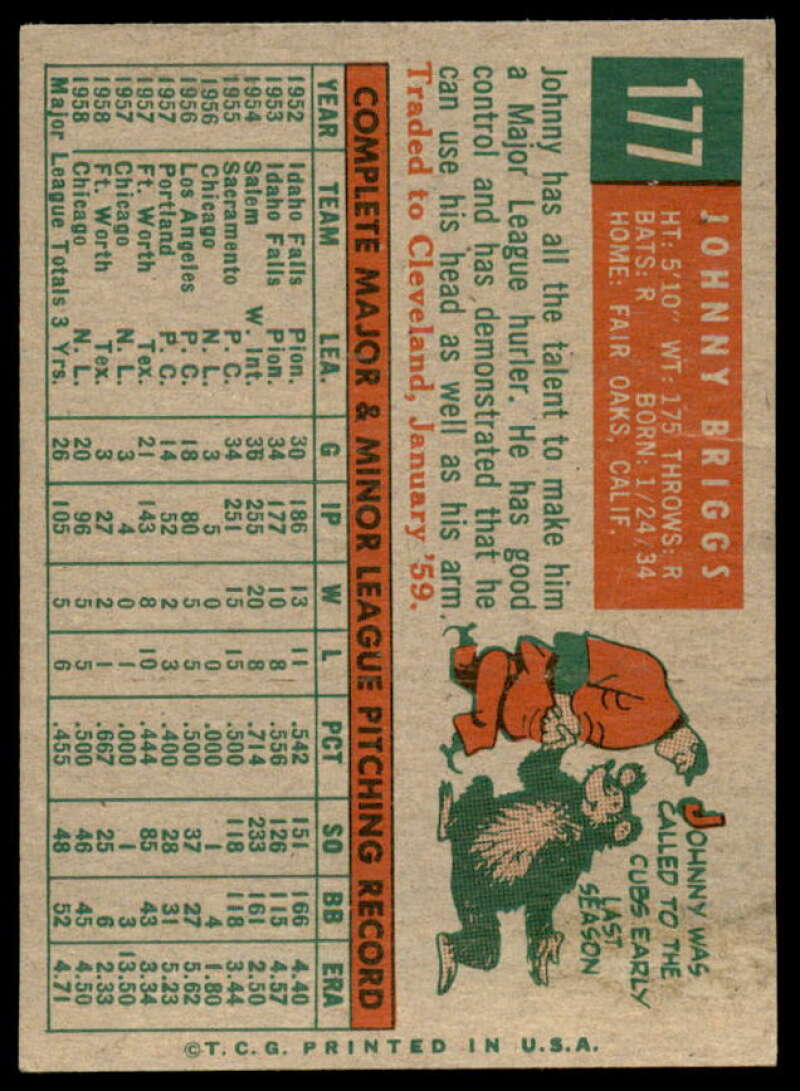 177
JOHNNY BRIGGS
HT: 5'10" WT: 175 THROWS: R
BATS: R BORN: 1/24/34
HOME: FAIR OAKS, CALIF.
Johnny has all the talent to make him
a Major League hurler. He has good
control and has demonstrated that he
can use his head as well as his arm.
Traded to Cleveland, January '59.
JOHNNY WAS
CALLED TO THE
CUBS EARLY
LAST
SEASON
COMPLETE MAJOR & MINOR LEAGUE PITCHING RECORD
YEAR TEAM LEA. G IP W L PCT SO BB ERA
1952 Idaho Falls Pion. 30 186 13 11 .542 151 166 4.40
1953 Idaho Falls Pion. 34 177 10 8 .556 126 115 4.57
1954 Salem W. Int. 36 255 20 8 .714 233 161 2.50
1955 Sacramento P. C. 34 251 15 15 .500 118 118 3.44
1956 Chicago N. L. 3 5 0 0 .000 1 4 1.80
1956 Los Angeles P. C. 18 80 5 5 .500 37 27 5.62
1957 Portland P. C. 14 52 2 3 .400 28 31 5.23
1957 Ft. Worth Tex. 21 143 8 10 .444 85 43 3.34
1957 Chicago N. L. 3 4 0 1 .000 1 3 13.50
1958 Ft. Worth Tex. 3 27 2 1 .667 25 6 2.33
1958 Chicago N. L. 20 96 5 5 .500 46 45 4.50
Major League Totals 3 Yrs. 26 105 5 6 .455 48 52 4.71
©T.C.G. PRINTED IN U.S.A.